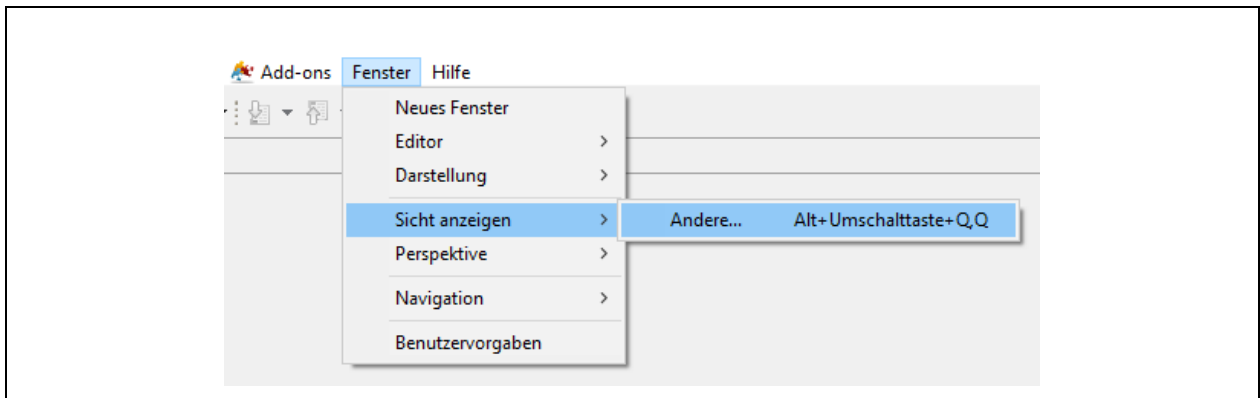 Add-ons Fenster Hilfe
Neues Fenster
Editor
Darstellung
Sicht anzeigen
Andere... Alt+Umschalttaste+Q,Q
Perspektive
Navigation
Benutzervorgaben